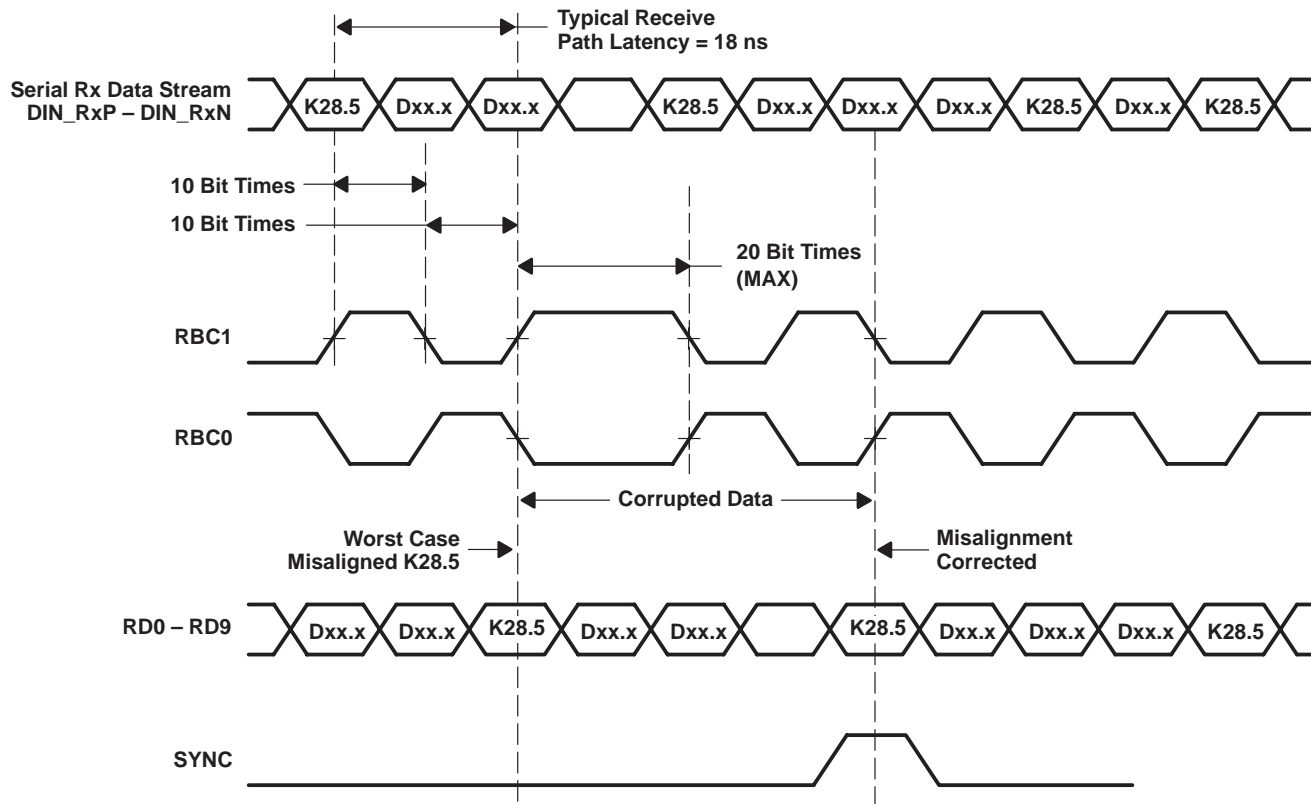 Typical Receive
Path Latency = 18 ns
Serial Rx Data Stream
DIN_RxP – DIN_RxN
K28.5 Dxx.x Dxx.x K28.5 Dxx.x Dxx.x Dxx.x K28.5 Dxx.x K28.5
10 Bit Times
10 Bit Times
20 Bit Times
(MAX)
RBC1
RBC0
Corrupted Data
Worst Case
Misaligned K28.5
Misalignment
Corrected
RD0 – RD9
Dxx.x Dxx.x K28.5 Dxx.x Dxx.x K28.5 Dxx.x Dxx.x Dxx.x K28.5
SYNC